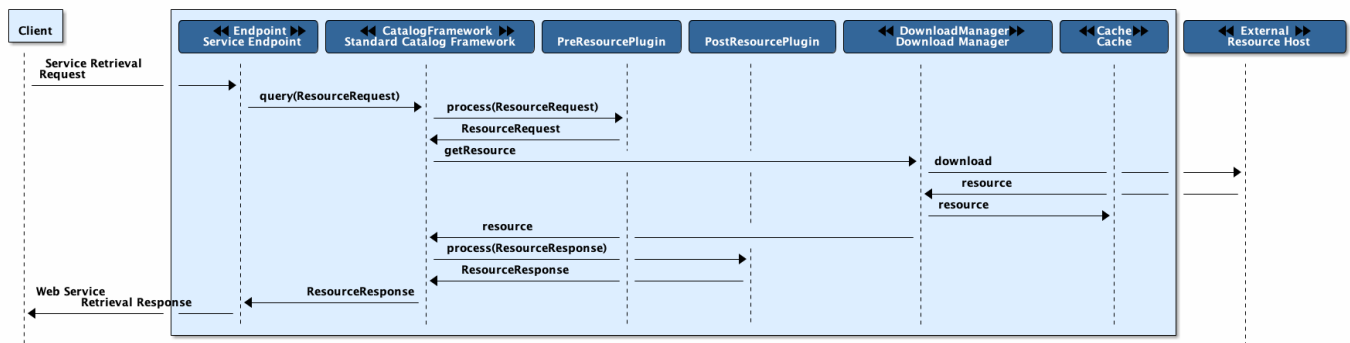 Client
Endpoint
Service Endpoint
CatalogFramework
Standard Catalog Framework
PreResourcePlugin
PostResourcePlugin
DownloadManager
Download Manager
Cache
Cache
External
Resource Host
Service Retrieval
Request
query(ResourceRequest)
process(ResourceRequest)
ResourceRequest
getResource
download
resource
resource
resource
process(ResourceResponse)
ResourceResponse
ResourceResponse
Web Service
Retrieval Response